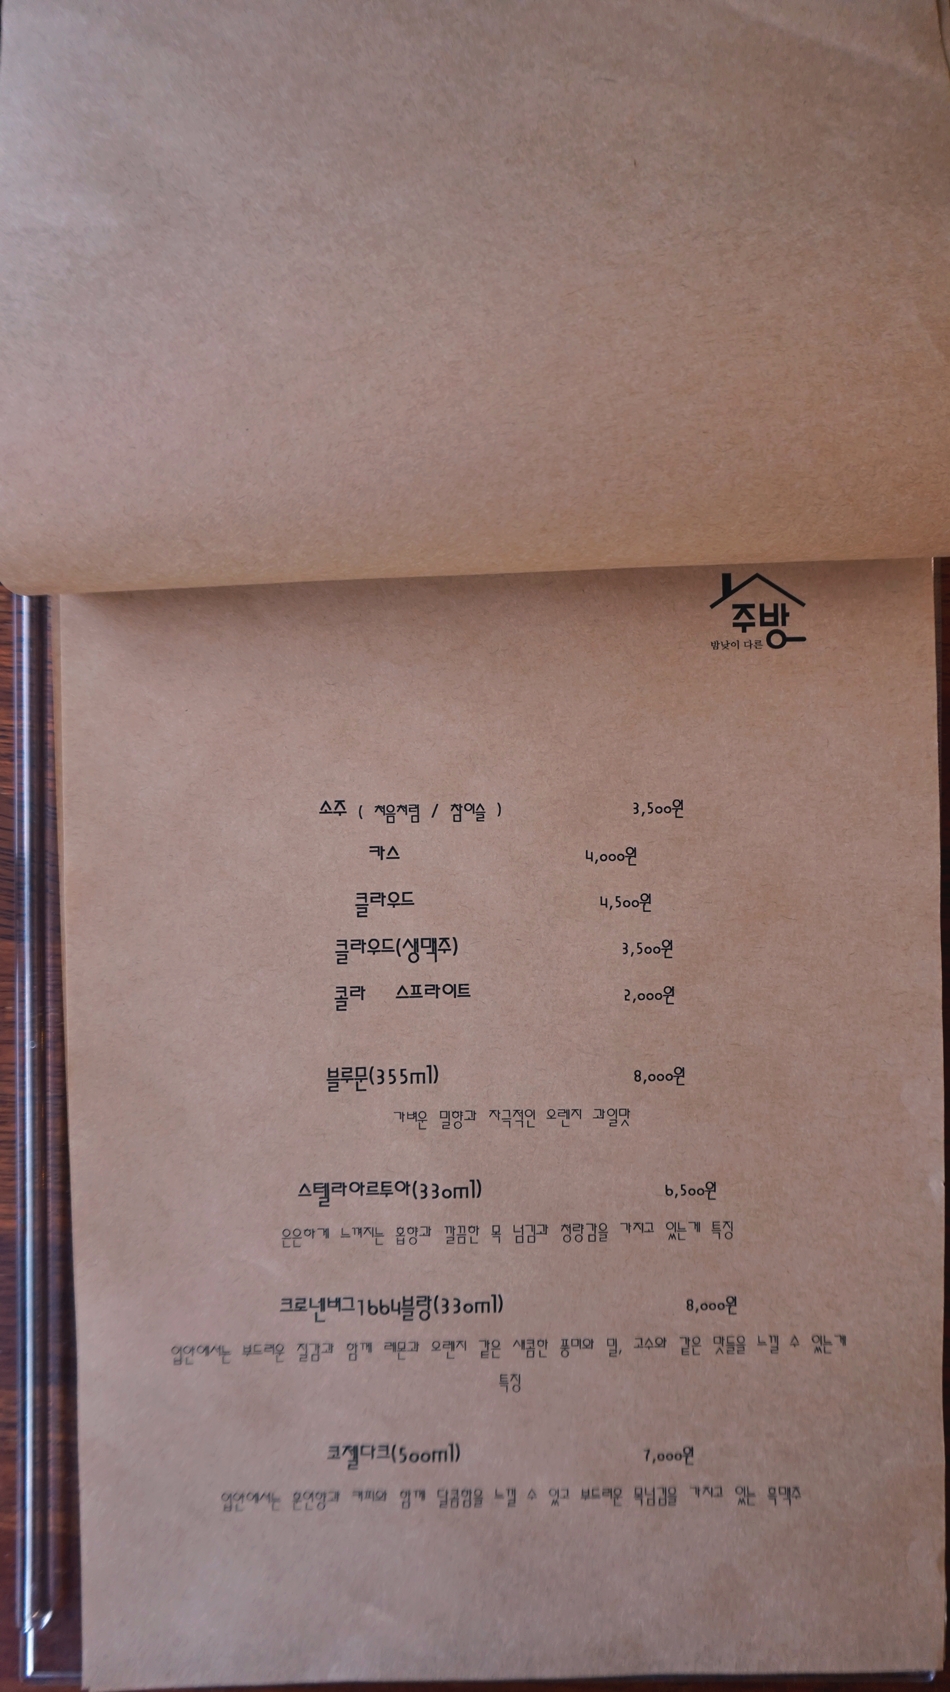 주방
밤낮이 다른
소주 ( 처음처럼 / 참이슬 ) 3,500원
카스 4,000원
클라우드 4,500원
클라우드(생맥주) 3,500원
콜라 스프라이트 2,000원
블루문(355ml) 8,000원
가벼운 밀향과 자극적인 오렌지 과일맛
스텔라아르투아(330ml) 6,500원
은은하게 느껴지는 홉향과 깔끔한 목 넘김과 청량감을 가지고 있는게 특징
크로넨버그1664블랑(330ml) 8,000원
입안에서는 부드러운 질감과 함께 레몬과 오렌지 같은 새콤한 풍미와 밀, 고수와 같은 맛들을 느낄 수 있는게
특징
코젤다크(500ml) 7,000원
입안에서는 커피와 함께 달콤함을 느낄 수 있고 부드러운 목넘김을 가지고 있는 흑맥주